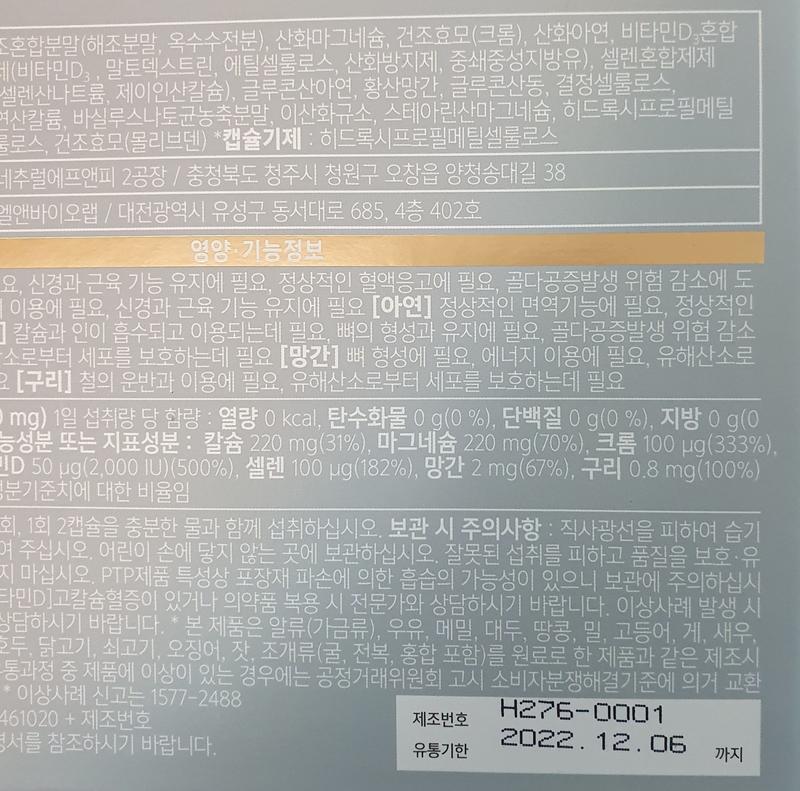 조혼합분말(해조분말, 옥수수전분), 산화마그네슘, 건조효모(크롬), 산화아연, 비타민D₃혼합
제(비타민D₃, 말토덱스트린, 에틸셀룰로스, 산화방지제, 중쇄중성지방유), 셀렌혼합제제
셀렌산나트륨, 제이인산칼슘), 글루콘산아연, 황산망간, 글루콘산동, 결정셀룰로스,
연산칼륨, 바실루스나토균농축분말, 이산화규소, 스테아린산마그네슘, 히드록시프로필메틸
룰로스, 건조효모(몰리브덴) *캡슐기제 : 히드록시프로필메틸셀룰로스
네추럴에프앤피 2공장 / 충청북도 청주시 청원구 오창읍 양청송대길 38
엘앤바이오랩 / 대전광역시 유성구 동서대로 685, 4층 402호
영양·기능정보
요, 신경과 근육 기능 유지에 필요, 정상적인 혈액응고에 필요, 골다공증발생 위험 감소에 도
이용에 필요, 신경과 근육 기능 유지에 필요 [아연] 정상적인 면역기능에 필요, 정상적인
] 칼슘과 인이 흡수되고 이용되는데 필요, 뼈의 형성과 유지에 필요, 골다공증발생 위험 감소
소로부터 세포를 보호하는데 필요 [망간] 뼈 형성에 필요, 에너지 이용에 필요, 유해산소로
요 [구리] 철의 운반과 이용에 필요, 유해산소로부터 세포를 보호하는데 필요
0 mg) 1일 섭취량 당 함량 : 열량 0 kcal, 탄수화물 0 g(0 %), 단백질 0 g(0 %), 지방 0 g(0
능성분 또는 지표성분 : 칼슘 220 mg(31%), 마그네슘 220 mg(70%), 크롬 100 µg(333%),
민D 50 µg(2,000 IU)(500%), 셀렌 100 µg(182%), 망간 2 mg(67%), 구리 0.8 mg(100%)
성분기준치에 대한 비율임
회, 1회 2캡슐을 충분한 물과 함께 섭취하십시오. 보관 시 주의사항 : 직사광선을 피하여 습기
여 주십시오. 어린이 손에 닿지 않는 곳에 보관하십시오. 잘못된 섭취를 피하고 품질을 보호·유
지 마십시오. PTP제품 특성상 포장재 파손에 의한 흡습의 가능성이 있으니 보관에 주의하십시
타민D]고칼슘혈증이 있거나 의약품 복용 시 전문가와 상담하시기 바랍니다. 이상사례 발생 시
상담하시기 바랍니다. * 본 제품은 알류(가금류), 우유, 메밀, 대두, 땅콩, 밀, 고등어, 게, 새우,
호두, 닭고기, 쇠고기, 오징어, 잣, 조개류(굴, 전복, 홍합 포함)를 원료로 한 제품과 같은 제조시
통과정 중 제품에 이상이 있는 경우에는 공정거래위원회 고시 소비자분쟁해결기준에 의거 교환
* 이상사례 신고는 1577-2488
461020 + 제조번호
명서를 참조하시기 바랍니다.
제조번호 H276-0001
유통기한 2022.12.06 까지